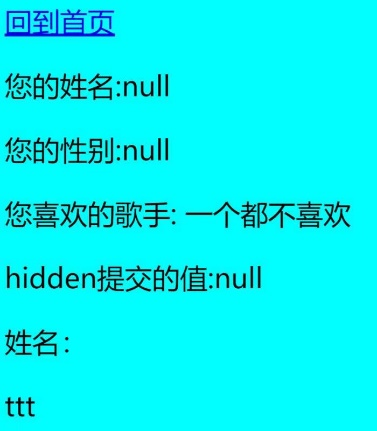 回到首页
您的姓名:null
您的性别:null
您喜欢的歌手: 一个都不喜欢
hidden提交的值:null
姓名：
ttt